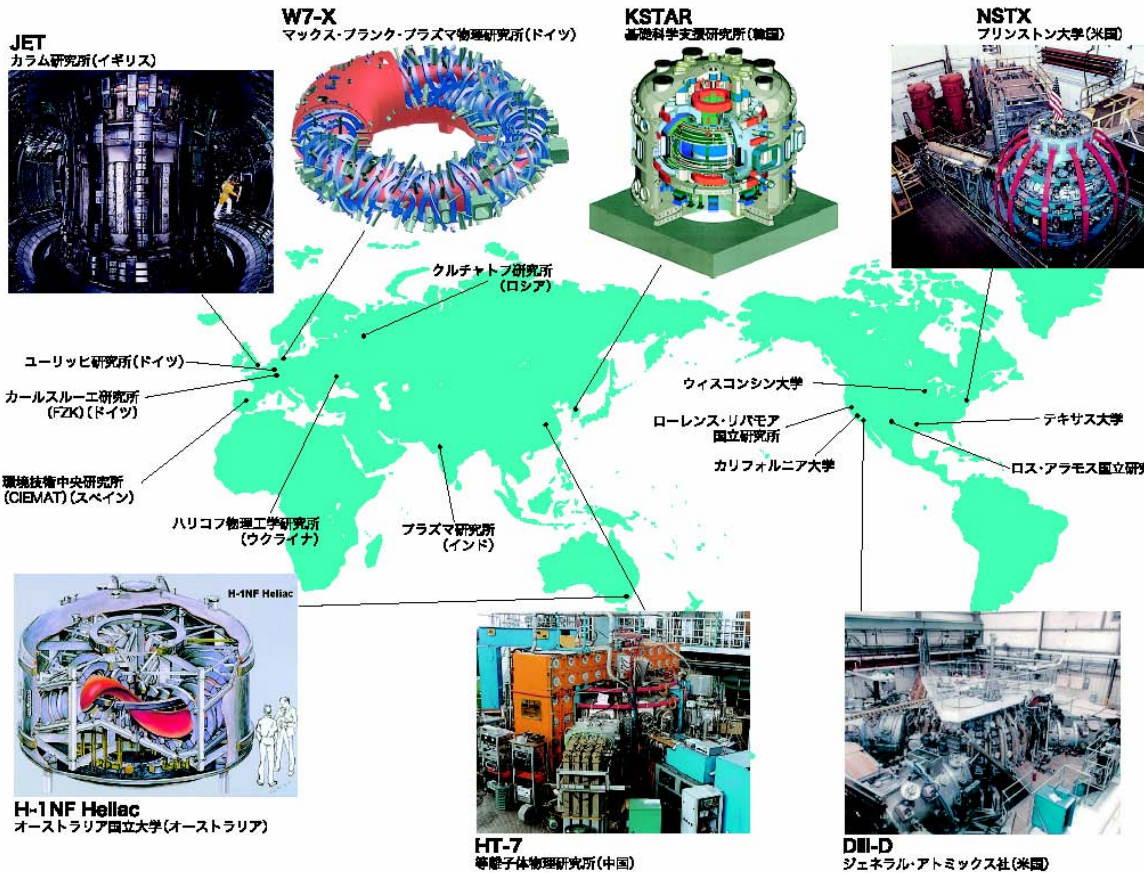 JET
カラム研究所(イギリス)
W7-X
マックス・プランク・プラズマ物理研究所(ドイツ)
KSTAR
基礎科学支援研究所(韓国)
NSTX
プリンストン大学(米国)
クルチャトフ研究所
(ロシア)
ユーリッヒ研究所(ドイツ)
カールスルーエ研究所
(FZK)(ドイツ)
環境技術中央研究所
(CIEMAT)(スペイン)
ハリコフ物理工学研究所
(ウクライナ)
プラズマ研究所
(インド)
ウィスコンシン大学
ローレンス・リバモア
国立研究所
カリフォルニア大学
テキサス大学
ロス・アラモス国立研究
H-1NF Heliac
H-1NF Heliac
オーストラリア国立大学(オーストラリア)
HT-7
等離子体物理研究所(中国)
DIII-D
ジェネラル・アトミックス社(米国)